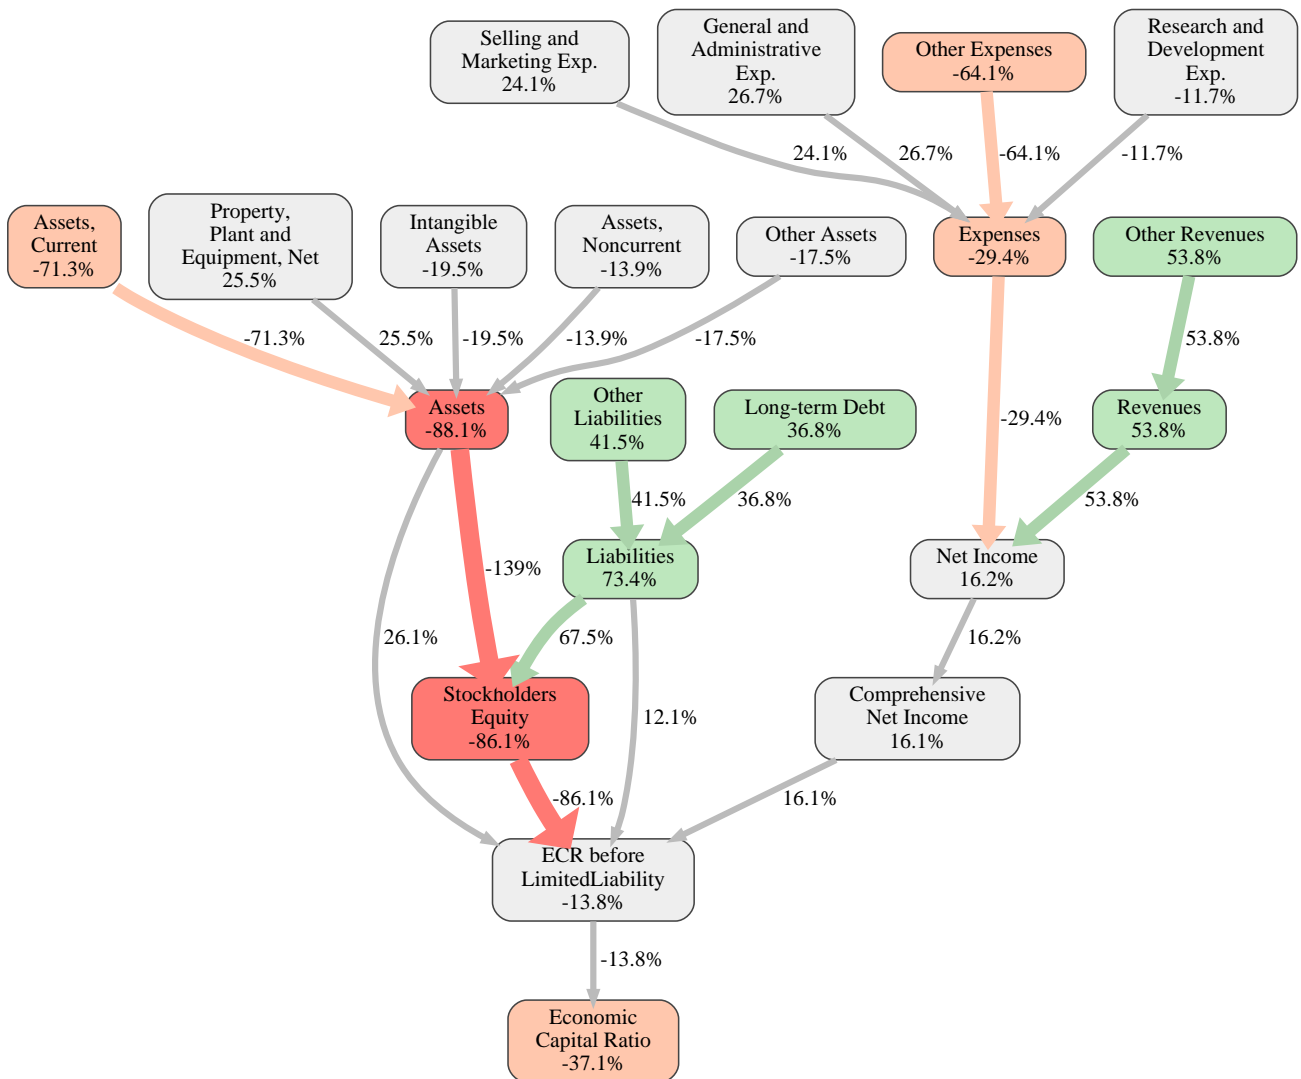 Selling and
Marketing Exp.
24.1%
General and
Administrative
Exp.
26.7%
Other Expenses
-64.1%
Research and
Development
Exp.
-11.7%
24.1%
26.7%
-64.1%
-11.7%
Assets,
Current
-71.3%
Property,
Plant and
Equipment, Net
25.5%
Intangible
Assets
-19.5%
Assets,
Noncurrent
-13.9%
Other Assets
-17.5%
Expenses
-29.4%
Other Revenues
53.8%
-71.3%
25.5%
-19.5%
-13.9%
-17.5%
53.8%
Assets
-88.1%
Other
Liabilities
41.5%
Long-term Debt
36.8%
-29.4%
Revenues
53.8%
41.5%
36.8%
53.8%
-139%
Liabilities
73.4%
Net Income
16.2%
26.1%
67.5%
16.2%
Stockholders
Equity
-86.1%
12.1%
Comprehensive
Net Income
16.1%
-86.1%
16.1%
ECR before
LimitedLiability
-13.8%
-13.8%
Economic
Capital Ratio
-37.1%